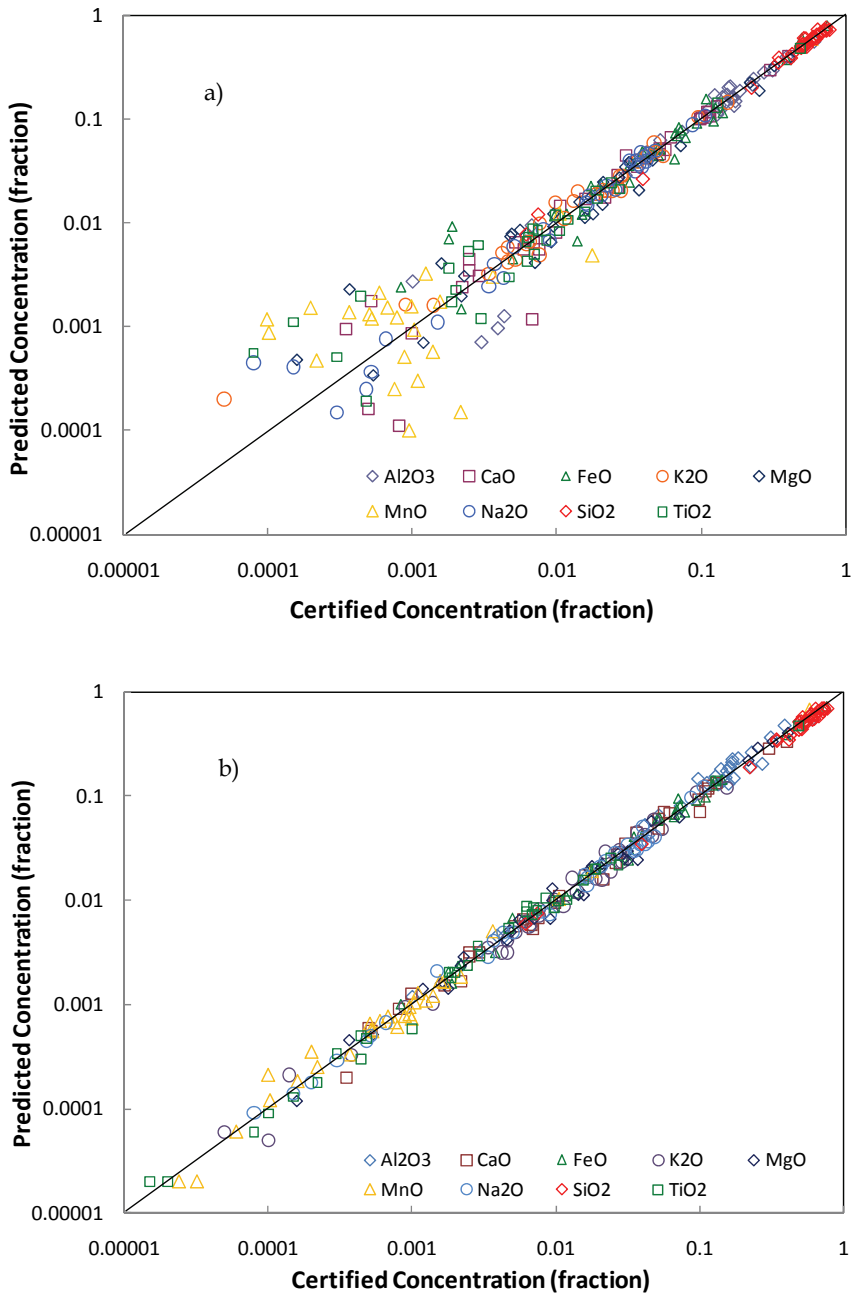 1
a)
0.1
0.01
0.001
0.0001
0.00001
Predicted Concentration (fraction)
Al2O3 CaO FeO K2O MgO
MnO Na2O SiO2 TiO2
0.00001 0.0001 0.001 0.01 0.1 1
Certified Concentration (fraction)
1
b)
0.1
0.01
0.001
0.0001
0.00001
Predicted Concentration (fraction)
Al2O3 CaO FeO K2O MgO
MnO Na2O SiO2 TiO2
0.00001 0.0001 0.001 0.01 0.1 1
Certified Concentration (fraction)